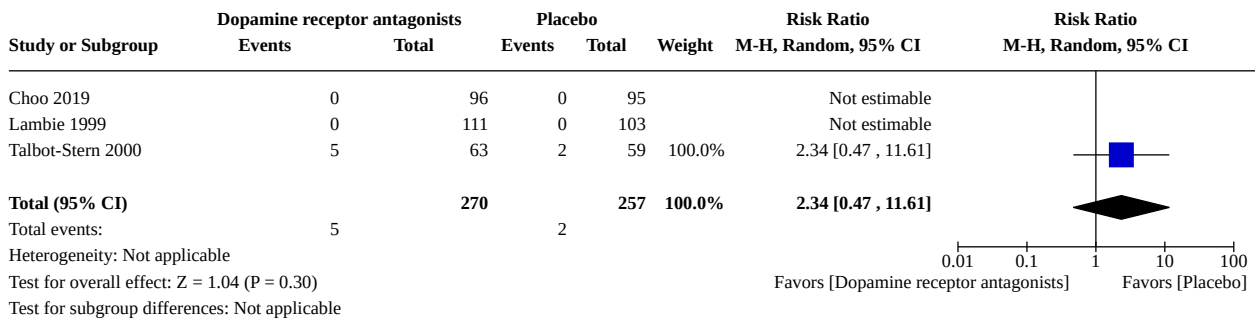 Dopamine receptor antagonists Placebo Risk Ratio Risk Ratio
Study or Subgroup Events Total Events Total Weight M-H, Random, 95% CI M-H, Random, 95% CI
Choo 2019 0 96 0 95 Not estimable
Lambie 1999 0 111 0 103 Not estimable
Talbot-Stern 2000 5 63 2 59 100.0% 2.34 [0.47 , 11.61]
Total (95% CI) 270 257 100.0% 2.34 [0.47 , 11.61]
Total events: 5 2
Heterogeneity: Not applicable
0.01 0.1 1 10 100
Test for overall effect: Z = 1.04 (P = 0.30) Favors [Dopamine receptor antagonists] Favors [Placebo]
Test for subgroup differences: Not applicable